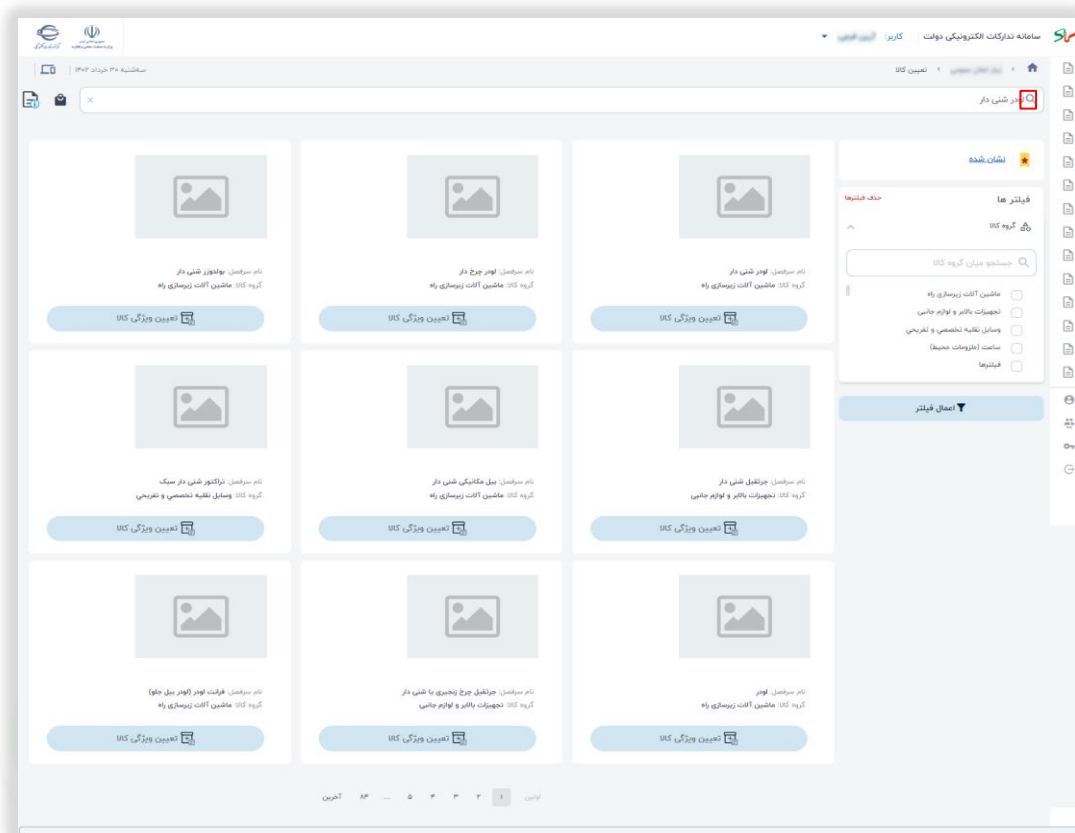 سامانه تدارکات الکترونیکی دولت
کاربر:
تعیین کالا
سه‌شنبه ۳۰ خرداد ۱۴۰۲
لودر شنی دار
نشان شده
فیلتر ها
حذف فیلترها
گروه کالا
جستجو میان گروه کالا
ماشین آلات زیرسازی راه
تجهیزات بالابر و لوازم جانبی
وسایل نقلیه تخصصي و تفریحي
ساعت (ملزومات محیط)
فیلترها
اعمال فیلتر
نام سرفصل: لودر شنی دار
گروه کالا: ماشین آلات زیرسازی راه
تعیین ویژگی کالا
نام سرفصل: لودر چرخ دار
گروه کالا: ماشین آلات زیرسازی راه
تعیین ویژگی کالا
نام سرفصل: بولدوزر شنی دار
گروه کالا: ماشین آلات زیرسازی راه
تعیین ویژگی کالا
نام سرفصل: جرثقیل شنی دار
گروه کالا: تجهیزات بالابر و لوازم جانبی
تعیین ویژگی کالا
نام سرفصل: بیل مکانیکی شنی دار
گروه کالا: ماشین آلات زیرسازی راه
تعیین ویژگی کالا
نام سرفصل: تراکتور شنی دار سبک
گروه کالا: وسایل نقلیه تخصصي و تفریحي
تعیین ویژگی کالا
نام سرفصل: لودر
گروه کالا: ماشین آلات زیرسازی راه
تعیین ویژگی کالا
نام سرفصل: جرثقیل چرخ زنجیری یا شنی دار
گروه کالا: تجهیزات بالابر و لوازم جانبی
تعیین ویژگی کالا
نام سرفصل: فرانت لودر (لودر بیل جلو)
گروه کالا: ماشین آلات زیرسازی راه
تعیین ویژگی کالا
اولین ۱ ۲ ۳ ۴ ۵ ... ۸۴ آخرین